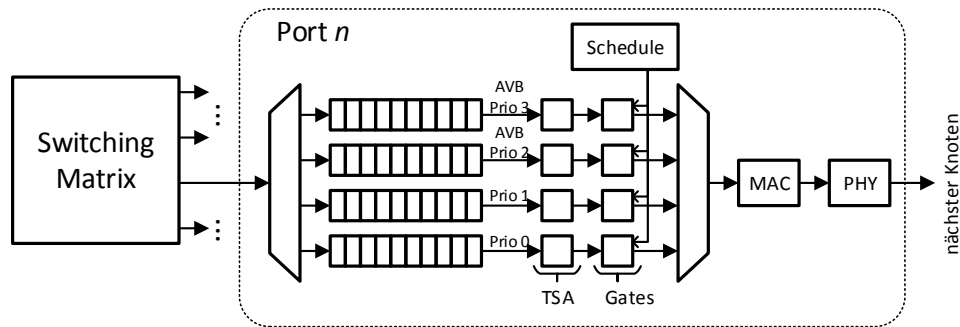 Port n
Schedule
Switching
Matrix
AVB
Prio 3
AVB
Prio 2
Prio 1
Prio 0
TSA
Gates
MAC
PHY
nächster Knoten